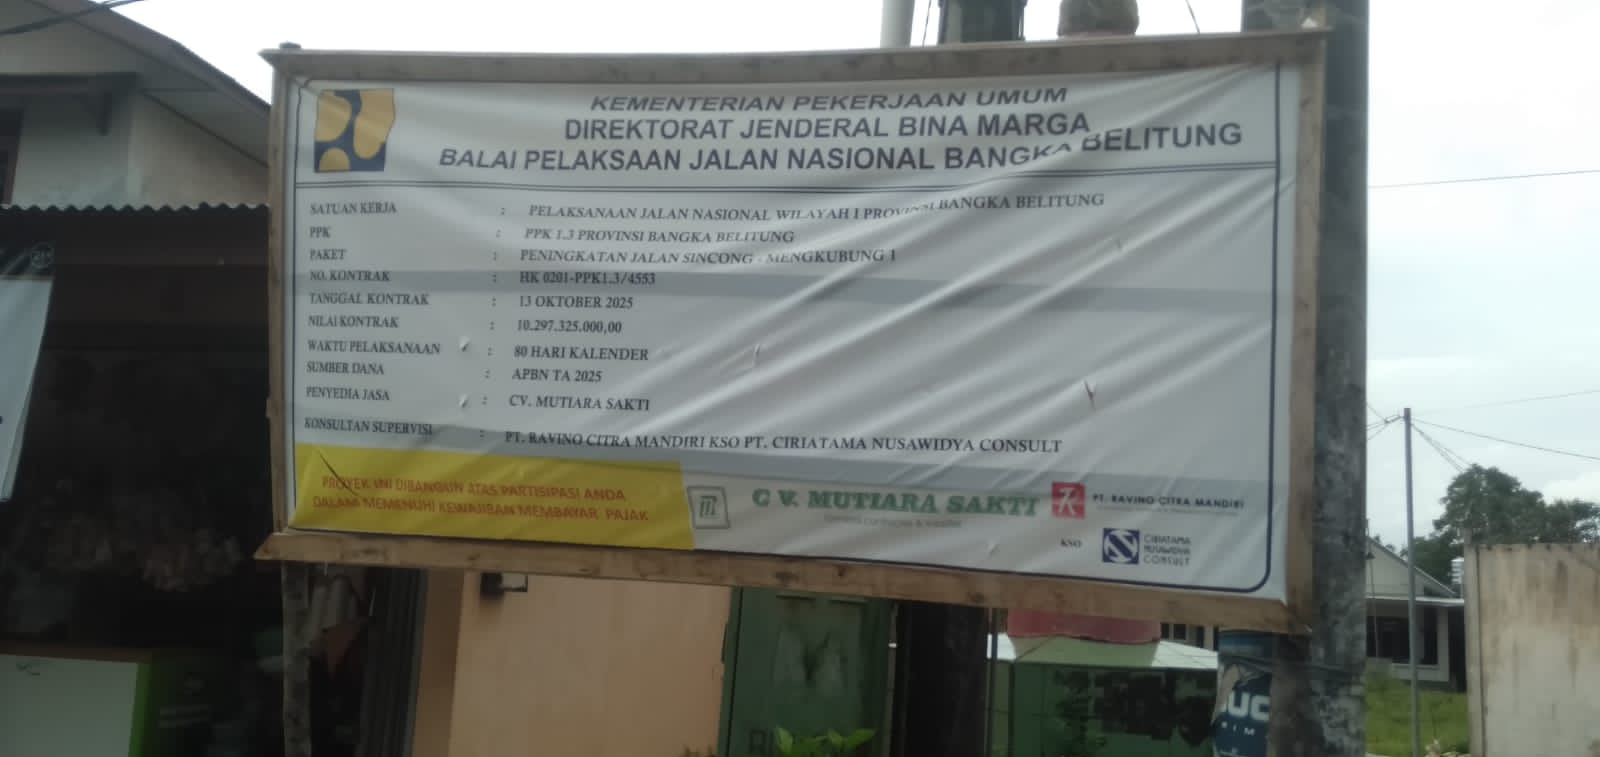 KEMENTERIAN PEKERJAAN UMUM
DIREKTORAT JENDERAL BINA MARGA
BALAI PELAKSAAN JALAN NASIONAL BANGKA BELITUNG
SATUAN KERJA : PELAKSANAAN JALAN NASIONAL WILAYAH I PROVINSI BANGKA BELITUNG
PPK : PPK 1.3 PROVINSI BANGKA BELITUNG
PAKET : PENINGKATAN JALAN SINCONG - MENGKUBUNG 1
NO. KONTRAK : HK 0201-PPK1.3/4553
TANGGAL KONTRAK : 13 OKTOBER 2025
NILAI KONTRAK : 10.297.325.000,00
WAKTU PELAKSANAAN : 80 HARI KALENDER
SUMBER DANA : APBN TA 2025
PENYEDIA JASA : CV. MUTIARA SAKTI
KONSULTAN SUPERVISI : PT. RAVINO CITRA MANDIRI KSO PT. CIRIATAMA NUSAWIDYA CONSULT
PROYEK INI DIBANGUN ATAS PARTISIPASI ANDA
DALAM MEMENUHI KEWAJIBAN MEMBAYAR PAJAK
C V. MUTIARA SAKTI
PT. RAVINO CITRA MANDIRI
KSO
CIRIATAMA
NUSAWIDYA
CONSULT